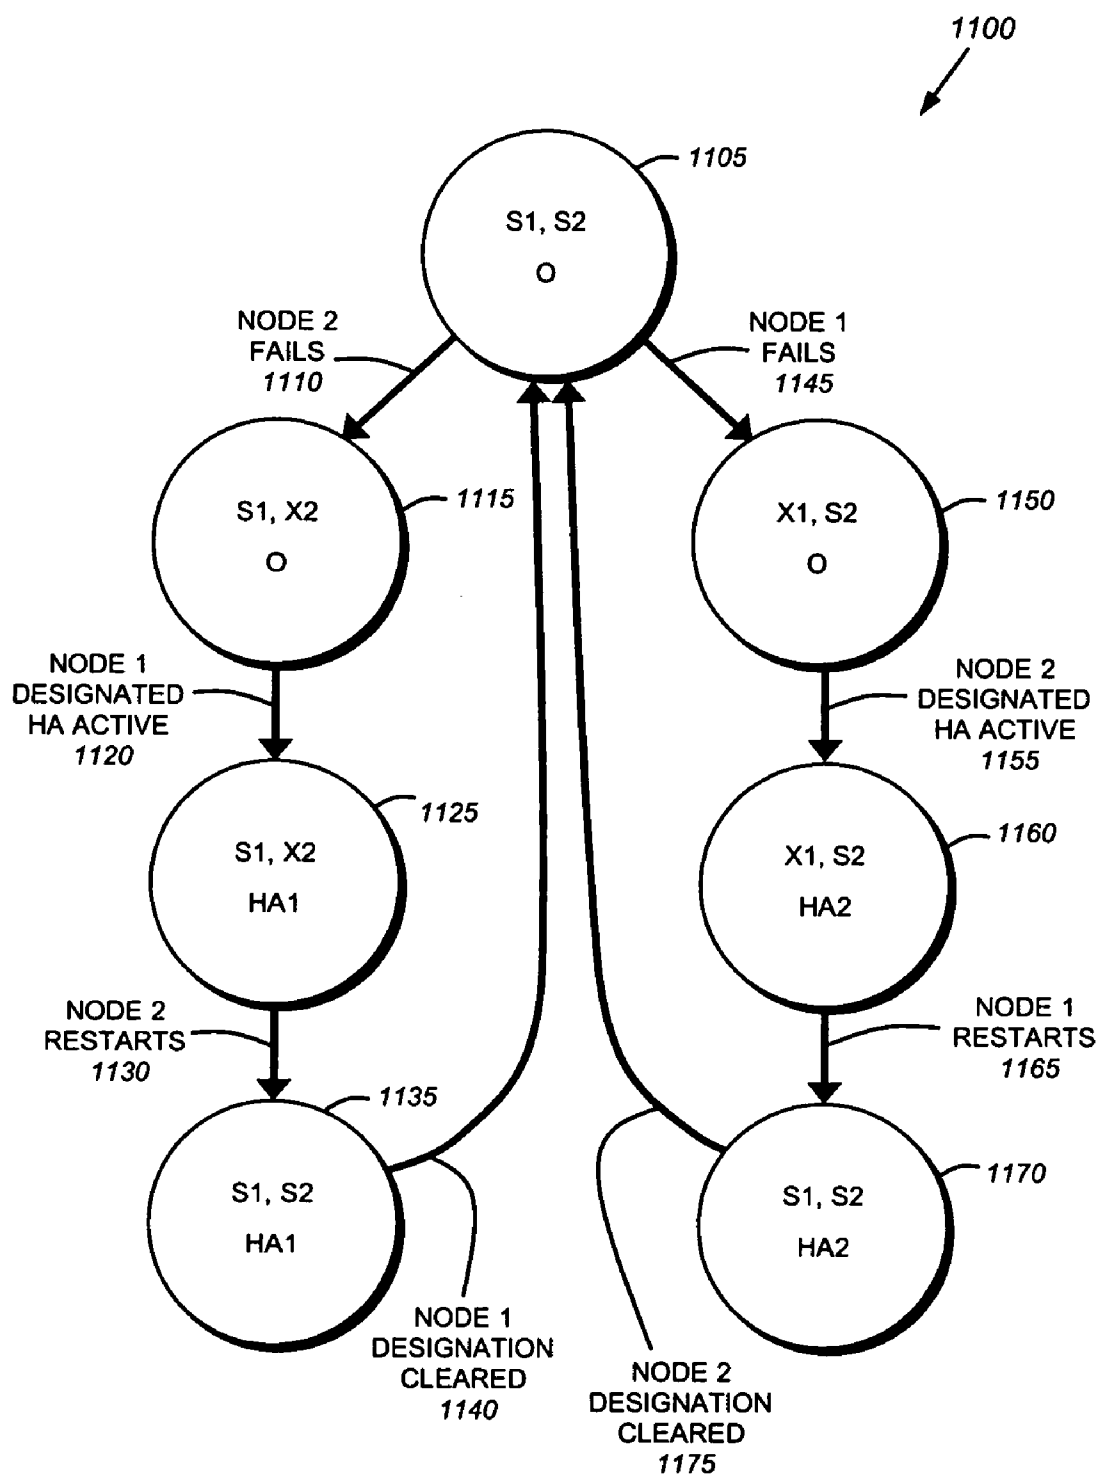 1100
1105
S1, S2
O
NODE 2
FAILS
1110
NODE 1
FAILS
1145
S1, X2
O
1115
X1, S2
O
1150
NODE 1
DESIGNATED
HA ACTIVE
1120
NODE 2
DESIGNATED
HA ACTIVE
1155
1125
S1, X2
HA1
1160
X1, S2
HA2
NODE 2
RESTARTS
1130
NODE 1
RESTARTS
1165
1135
S1, S2
HA1
1170
S1, S2
HA2
NODE 1
DESIGNATION
CLEARED
1140
NODE 2
DESIGNATION
CLEARED
1175